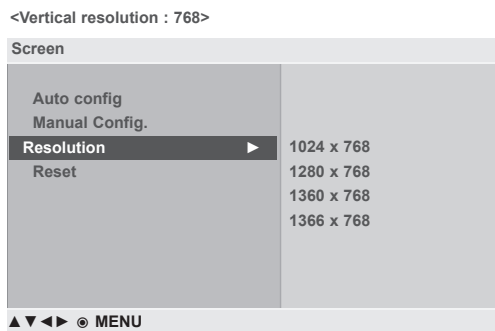 <Vertical resolution : 768>
Screen
Auto config
Manual Config.
Resolution ►
Reset
1024 x 768
1280 x 768
1360 x 768
1366 x 768
▲▼◄► ◉ MENU